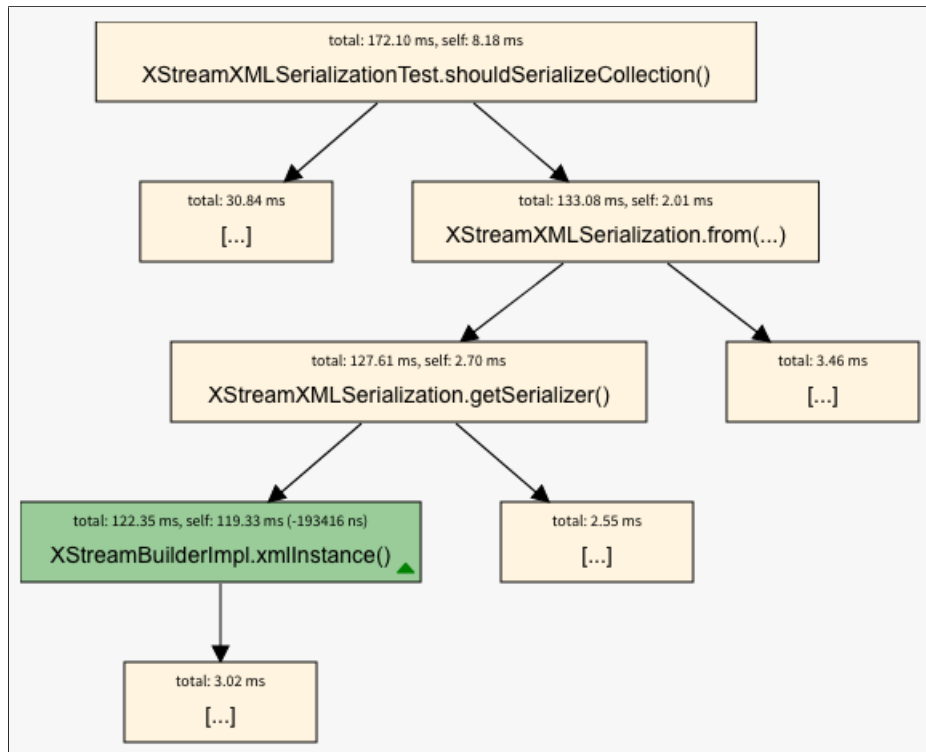 total: 172.10 ms, self: 8.18 ms
XStreamXMLSerializationTest.shouldSerializeCollection()
total: 30.84 ms
[...]
total: 133.08 ms, self: 2.01 ms
XStreamXMLSerialization.from(...)
total: 127.61 ms, self: 2.70 ms
XStreamXMLSerialization.getSerializer()
total: 3.46 ms
[...]
total: 122.35 ms, self: 119.33 ms (-193416 ns)
XStreamBuilderImpl.xmlInstance()
total: 2.55 ms
[...]
total: 3.02 ms
[...]